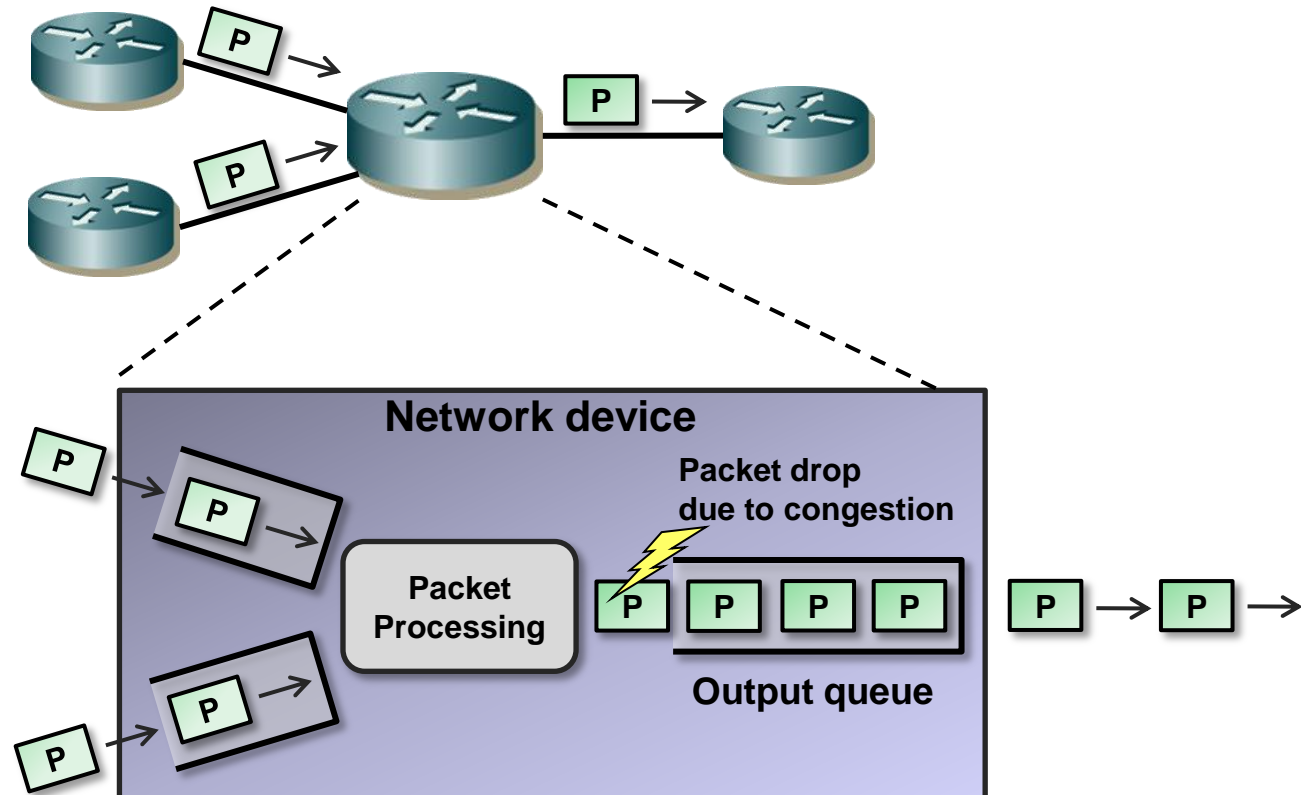 P
P
P
Network device
P
P
Packet drop
due to congestion
Packet
Processing
P
P
P
P
P
P
Output queue
P
P